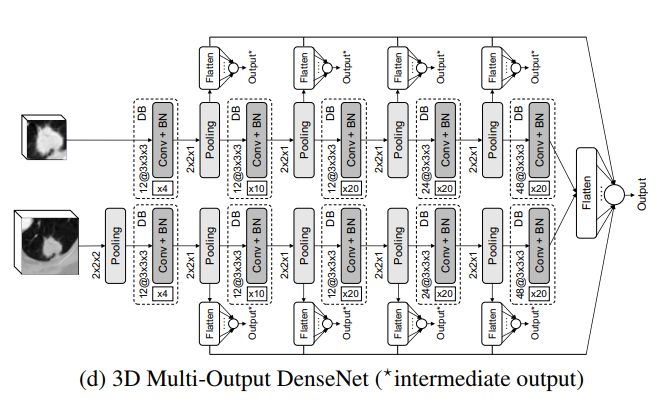 Flatten
Output*
Flatten
Output*
Flatten
Output*
Flatten
Output*
12@3x3x3
DB
Conv + BN
x4
2x2x1
Pooling
12@3x3x3
DB
Conv + BN
x10
2x2x1
Pooling
12@3x3x3
DB
Conv + BN
x20
2x2x1
Pooling
24@3x3x3
DB
Conv + BN
x20
2x2x1
Pooling
48@3x3x3
DB
Conv + BN
x20
Flatten
Output
2x2x2
Pooling
12@3x3x3
DB
Conv + BN
x4
2x2x1
Pooling
12@3x3x3
DB
Conv + BN
x10
2x2x1
Pooling
12@3x3x3
DB
Conv + BN
x20
2x2x1
Pooling
24@3x3x3
DB
Conv + BN
x20
2x2x1
Pooling
48@3x3x3
DB
Conv + BN
x20
Flatten
Output*
Flatten
Output*
Flatten
Output*
Flatten
Output*
(d) 3D Multi-Output DenseNet (*intermediate output)